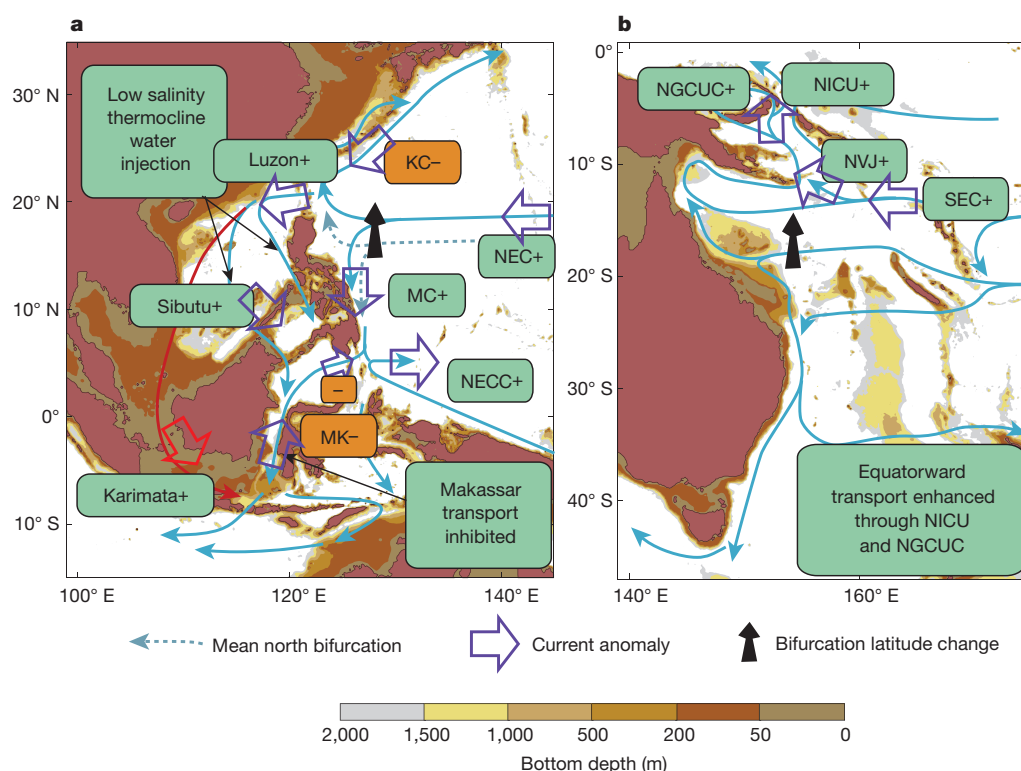 a
b
30° N
20° N
10° N
0°
10° S
100° E
120° E
140° E
Low salinity
thermocline
water
injection
Luzon+
KC–
NEC+
Sibutu+
MC+
NECC+
–
MK–
Karimata+
Makassar
transport
inhibited
0°
10° S
20° S
30° S
40° S
140° E
160° E
NGCUC+
NICU+
NVJ+
SEC+
Equatorward
transport enhanced
through NICU
and NGCUC
Mean north bifurcation
Current anomaly
Bifurcation latitude change
2,000
1,500
1,000
500
200
50
0
Bottom depth (m)